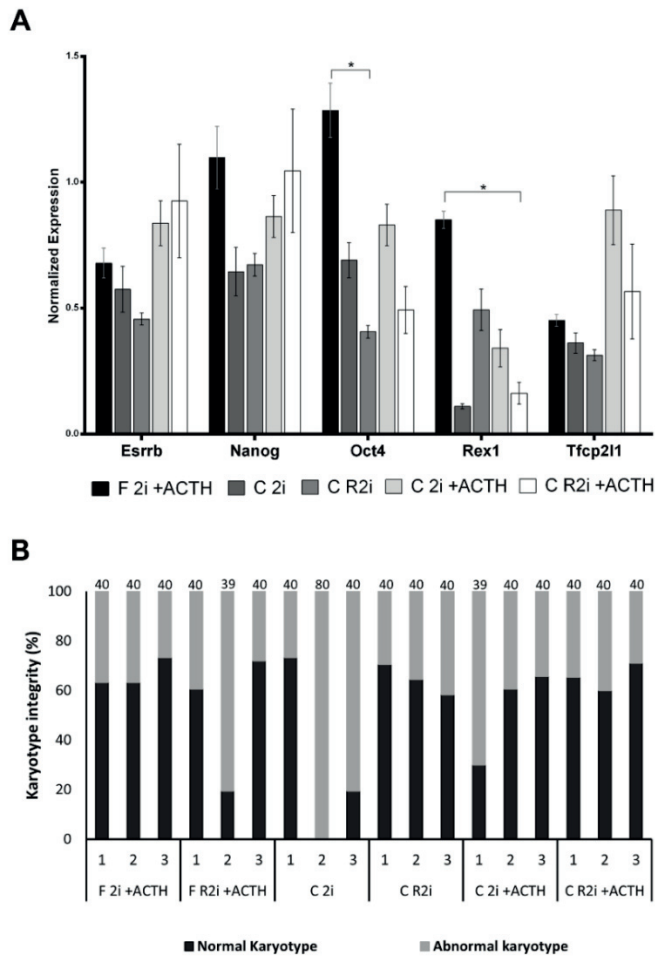 A
1.5
*
*
1.0
Normalized Expression
0.5
0.0
Esrrb Nanog Oct4 Rex1 Tfcp2l1
F 2i +ACTH C 2i C R2i C 2i +ACTH C R2i +ACTH
B
40 40 40 40 39 40 40 80 40 40 40 40 39 40 40 40 40 40
100
80
60
Karyotype integrity (%)
40
20
0
1 2 3 1 2 3 1 2 3 1 2 3 1 2 3 1 2 3
F 2i +ACTH F R2i +ACTH C 2i C R2i C 2i +ACTH C R2i +ACTH
Normal Karyotype Abnormal karyotype